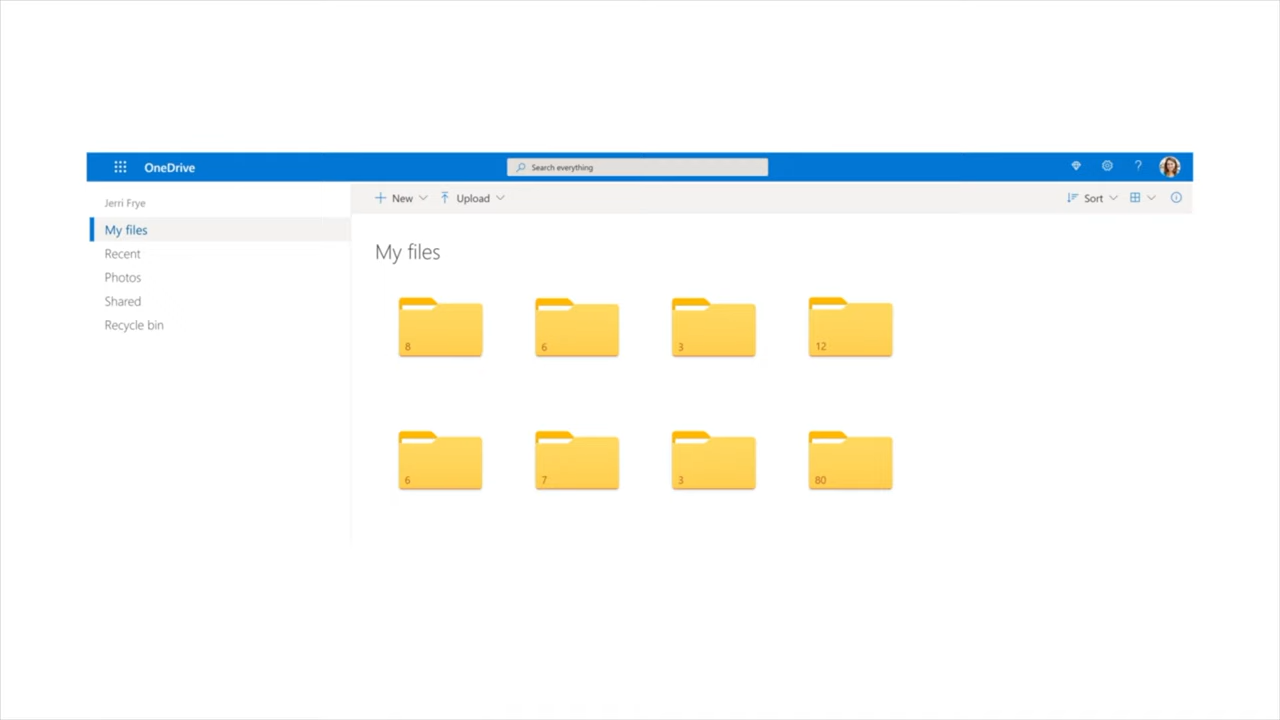 OneDrive
Search everything
?
Jerri Frye
My files
Recent
Photos
Shared
Recycle bin
New
Upload
Sort
My files
8
6
3
12
6
7
3
80